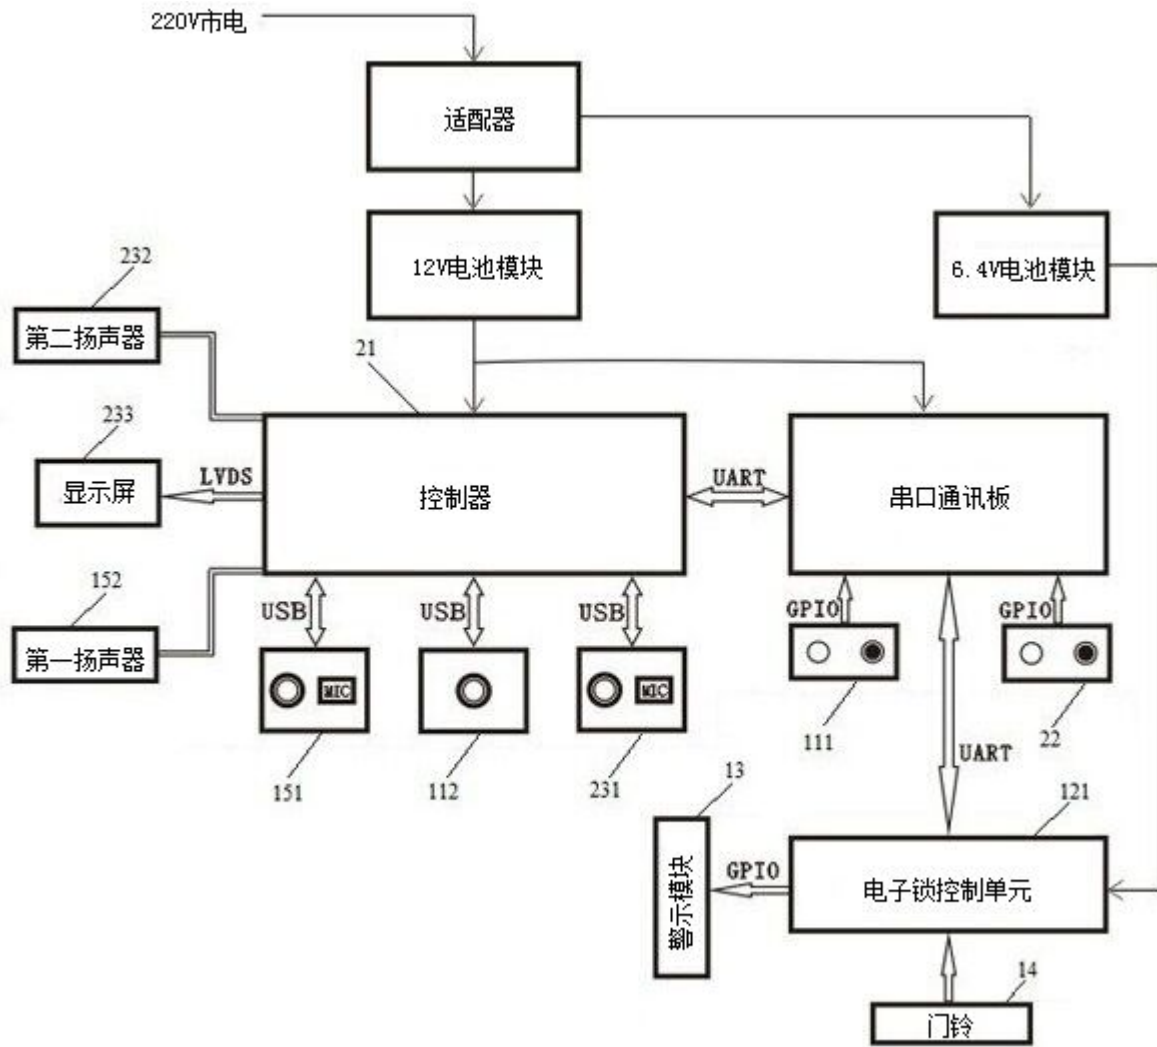 220V市电
适配器
12V电池模块
6.4V电池模块
232
第二扬声器
21
233
LVDS
显示屏
控制器
UART
串口通讯板
152
USB
USB
USB
GPIO
GPIO
第一扬声器
MIC
MIC
151
112
231
111
22
UART
13
121
GPIO
警示模块
电子锁控制单元
14
门铃